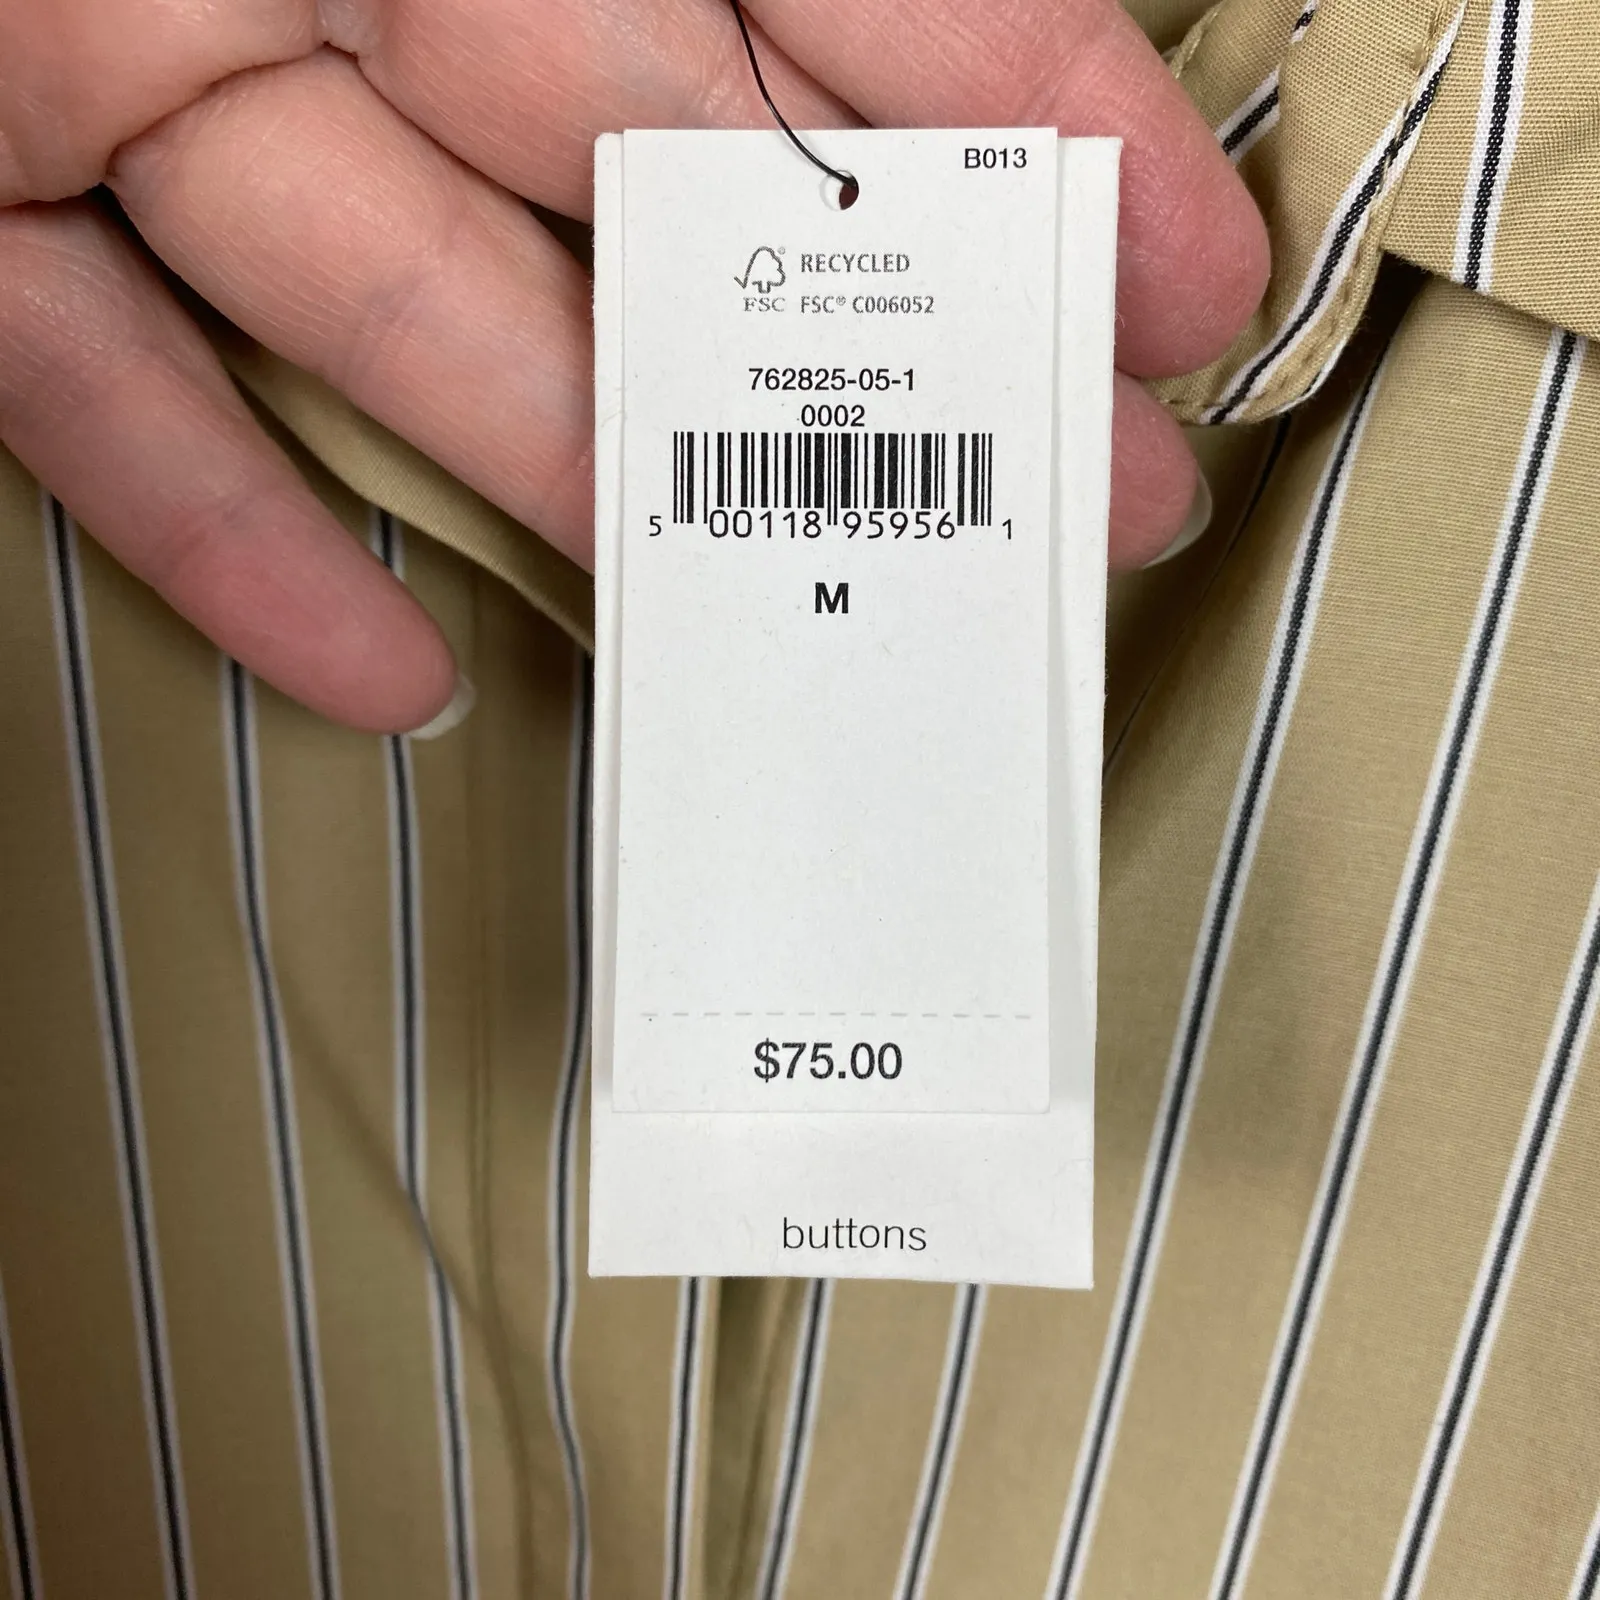 B013
RECYCLED
FSC FSC® C006052
762825-05-1
0002
5 00118 95956 1
M
$75.00
buttons